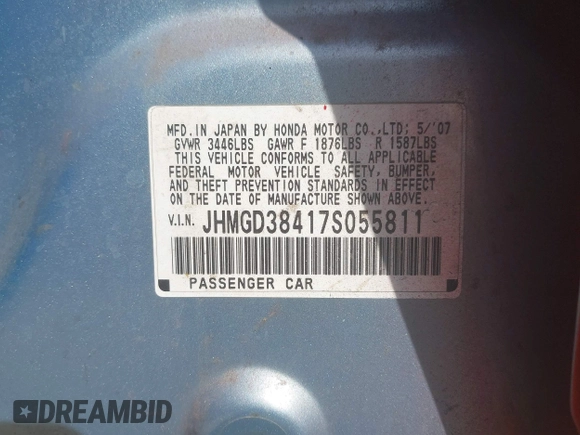 MFD. IN JAPAN BY HONDA MOTOR CO., LTD; 5/'07
GVWR 3446LBS GAWR F 1876LBS R 1587LBS
THIS VEHICLE CONFORMS TO ALL APPLICABLE
FEDERAL MOTOR VEHICLE SAFETY, BUMPER,
AND THEFT PREVENTION STANDARDS IN EFFECT
ON THE DATE OF MANUFACTURE SHOWN ABOVE.
V.I.N. JHMGD38417S055811
PASSENGER CAR
DREAMBID